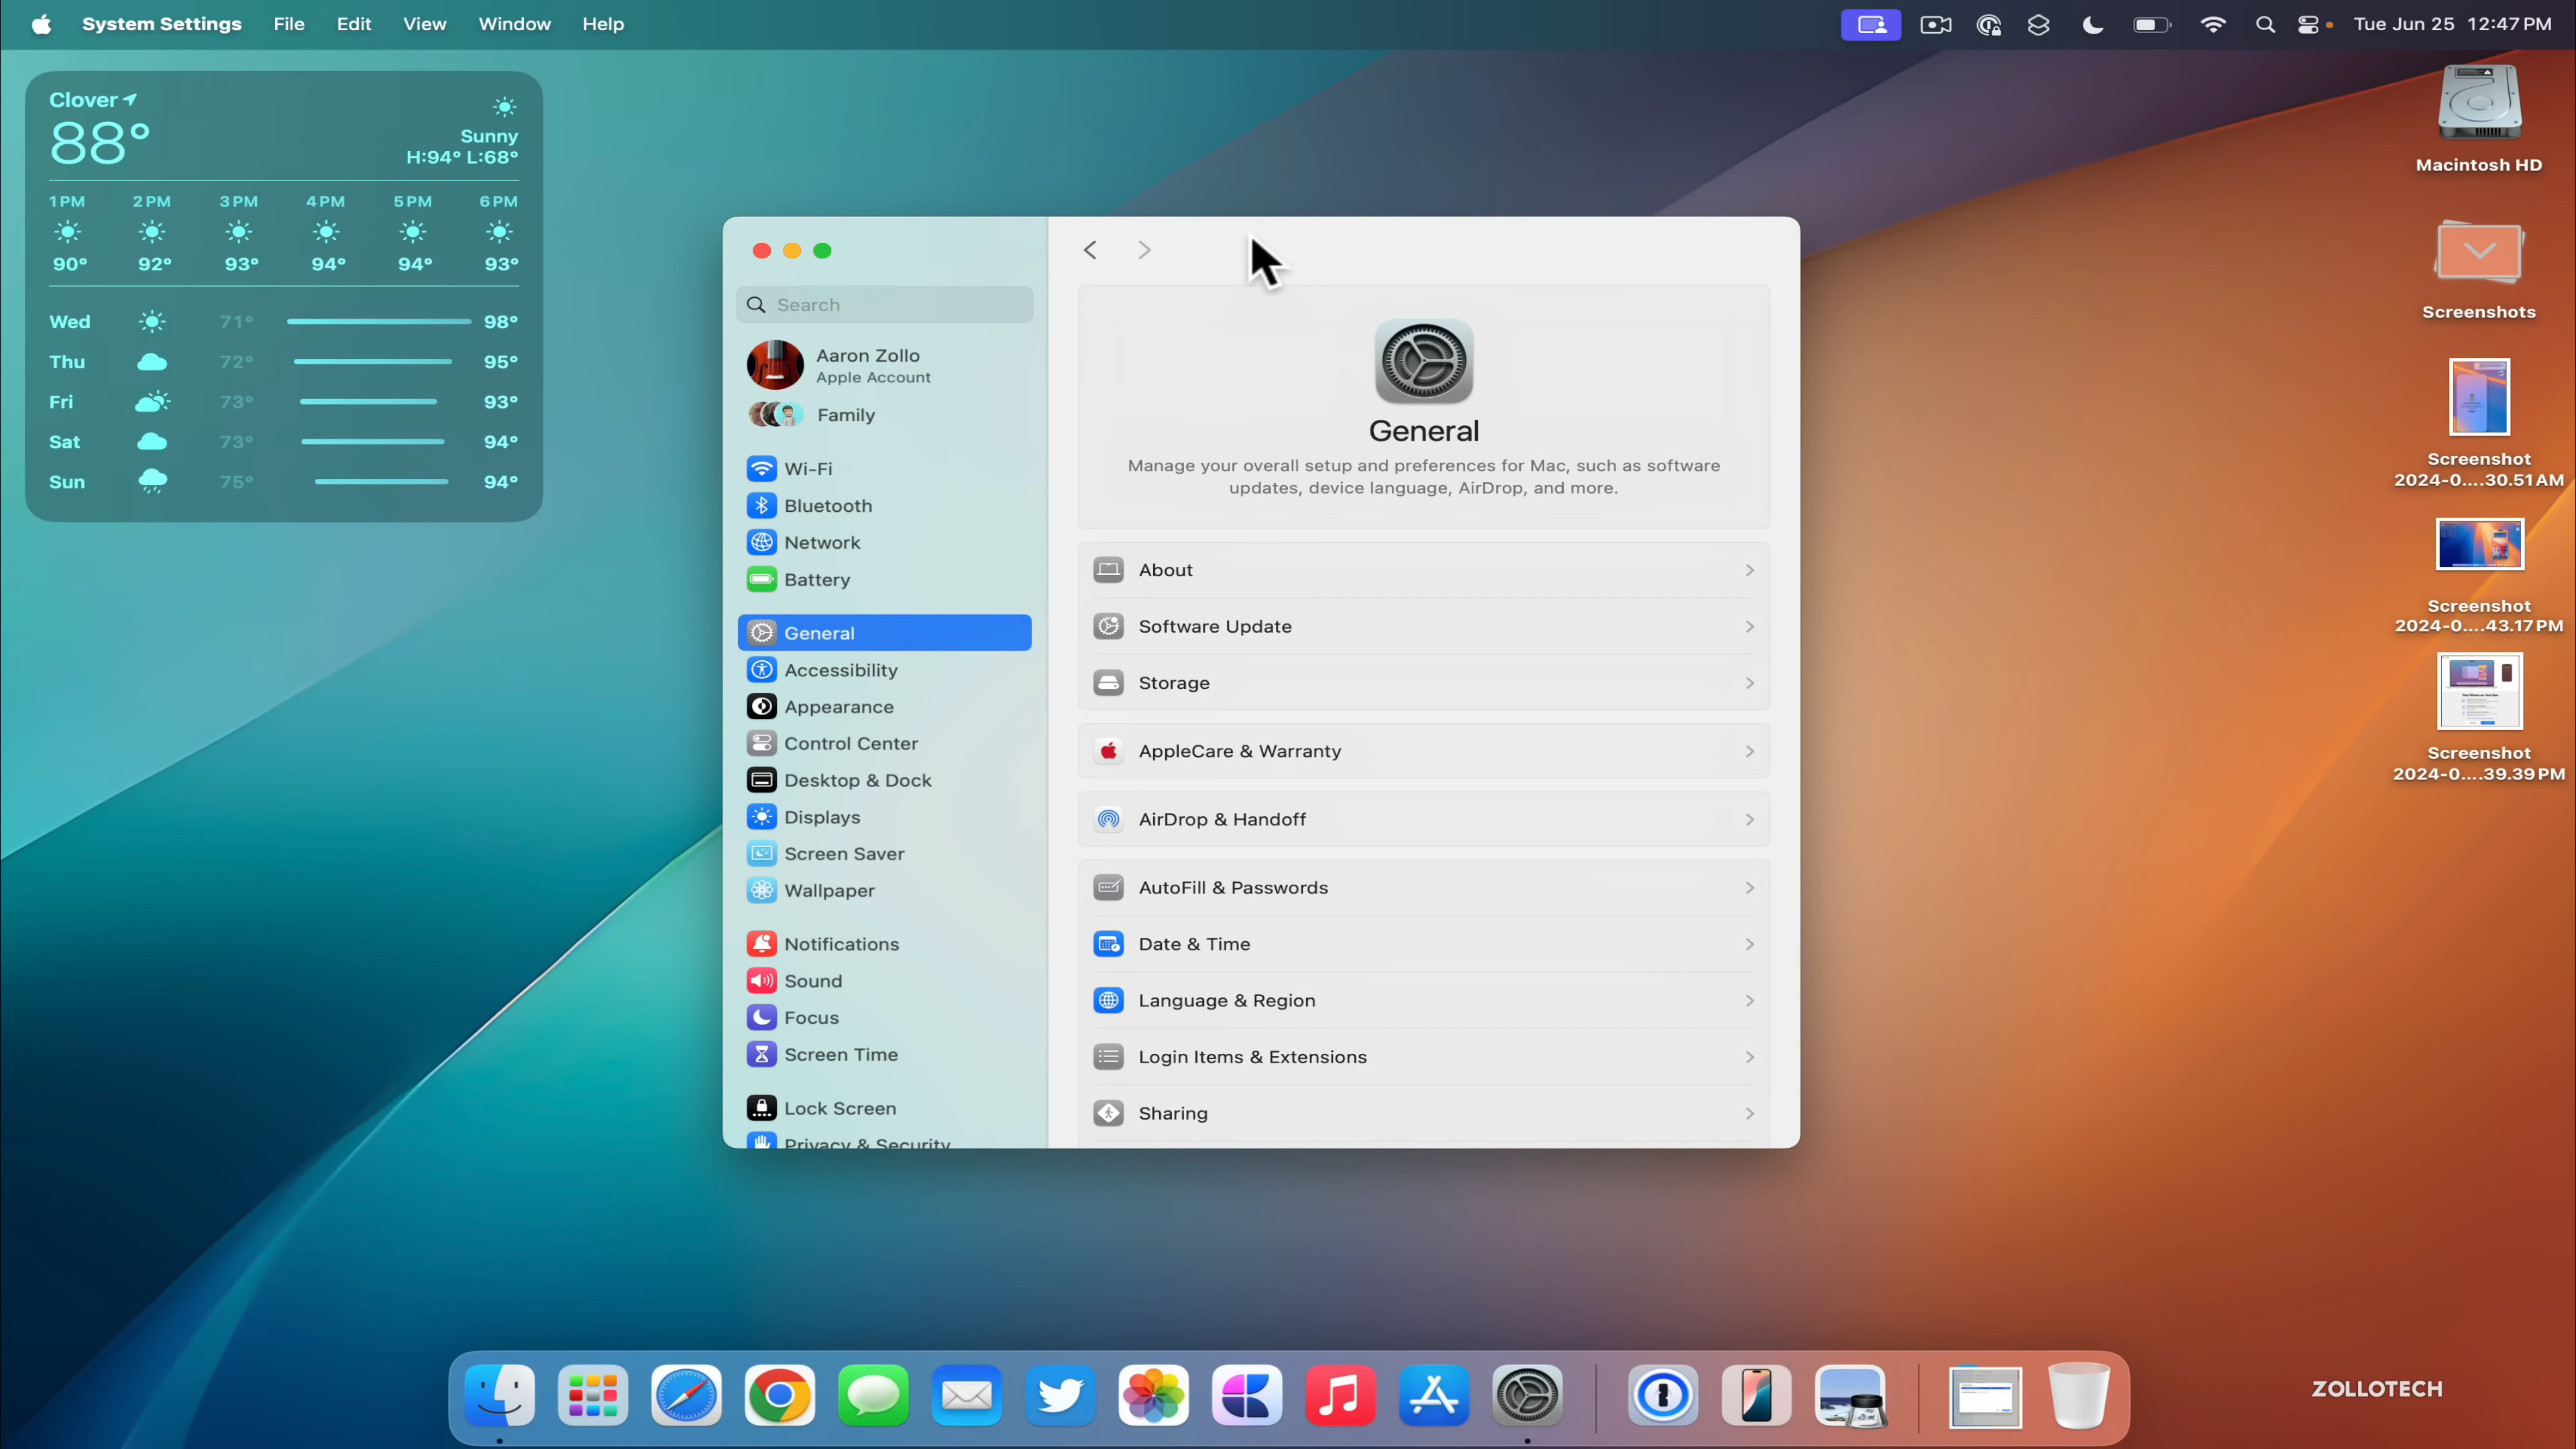 System Settings File Edit View Window Help
Tue Jun 25 12:47 PM
Clover
88°
Sunny
H:94° L:68°
1 PM 2 PM 3 PM 4 PM 5 PM 6 PM
90° 92° 93° 94° 94° 93°
Wed 71° 98°
Thu 72° 95°
Fri 73° 93°
Sat 73° 94°
Sun 75° 94°
Search
Aaron Zollo
Apple Account
Family
Wi-Fi
Bluetooth
Network
Battery
General
Accessibility
Appearance
Control Center
Desktop & Dock
Displays
Screen Saver
Wallpaper
Notifications
Sound
Focus
Screen Time
Lock Screen
Privacy & Security
General
Manage your overall setup and preferences for Mac, such as software
updates, device language, AirDrop, and more.
About
Software Update
Storage
AppleCare & Warranty
AirDrop & Handoff
AutoFill & Passwords
Date & Time
Language & Region
Login Items & Extensions
Sharing
Macintosh HD
Screenshots
Screenshot
2024-0....30.51 AM
Screenshot
2024-0....43.17 PM
Screenshot
2024-0....39.39 PM
ZOLLOTECH